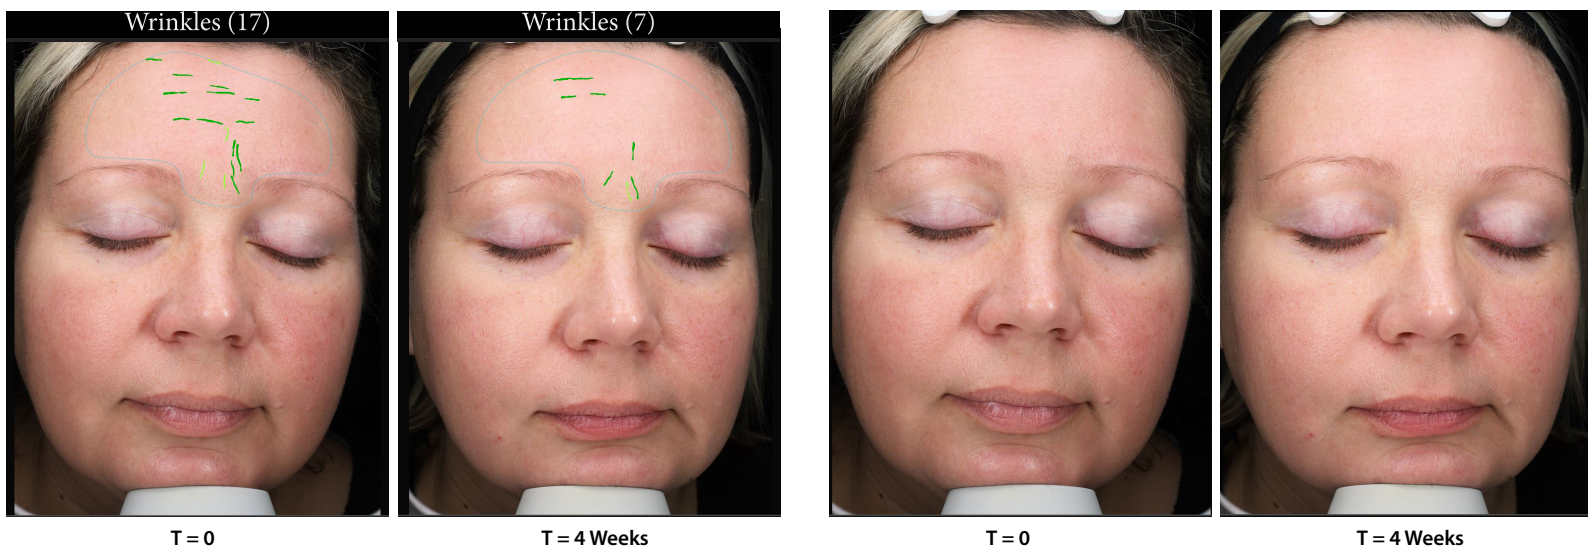 Wrinkles (17)
Wrinkles (7)
T = 0
T = 4 Weeks
T = 0
T = 4 Weeks